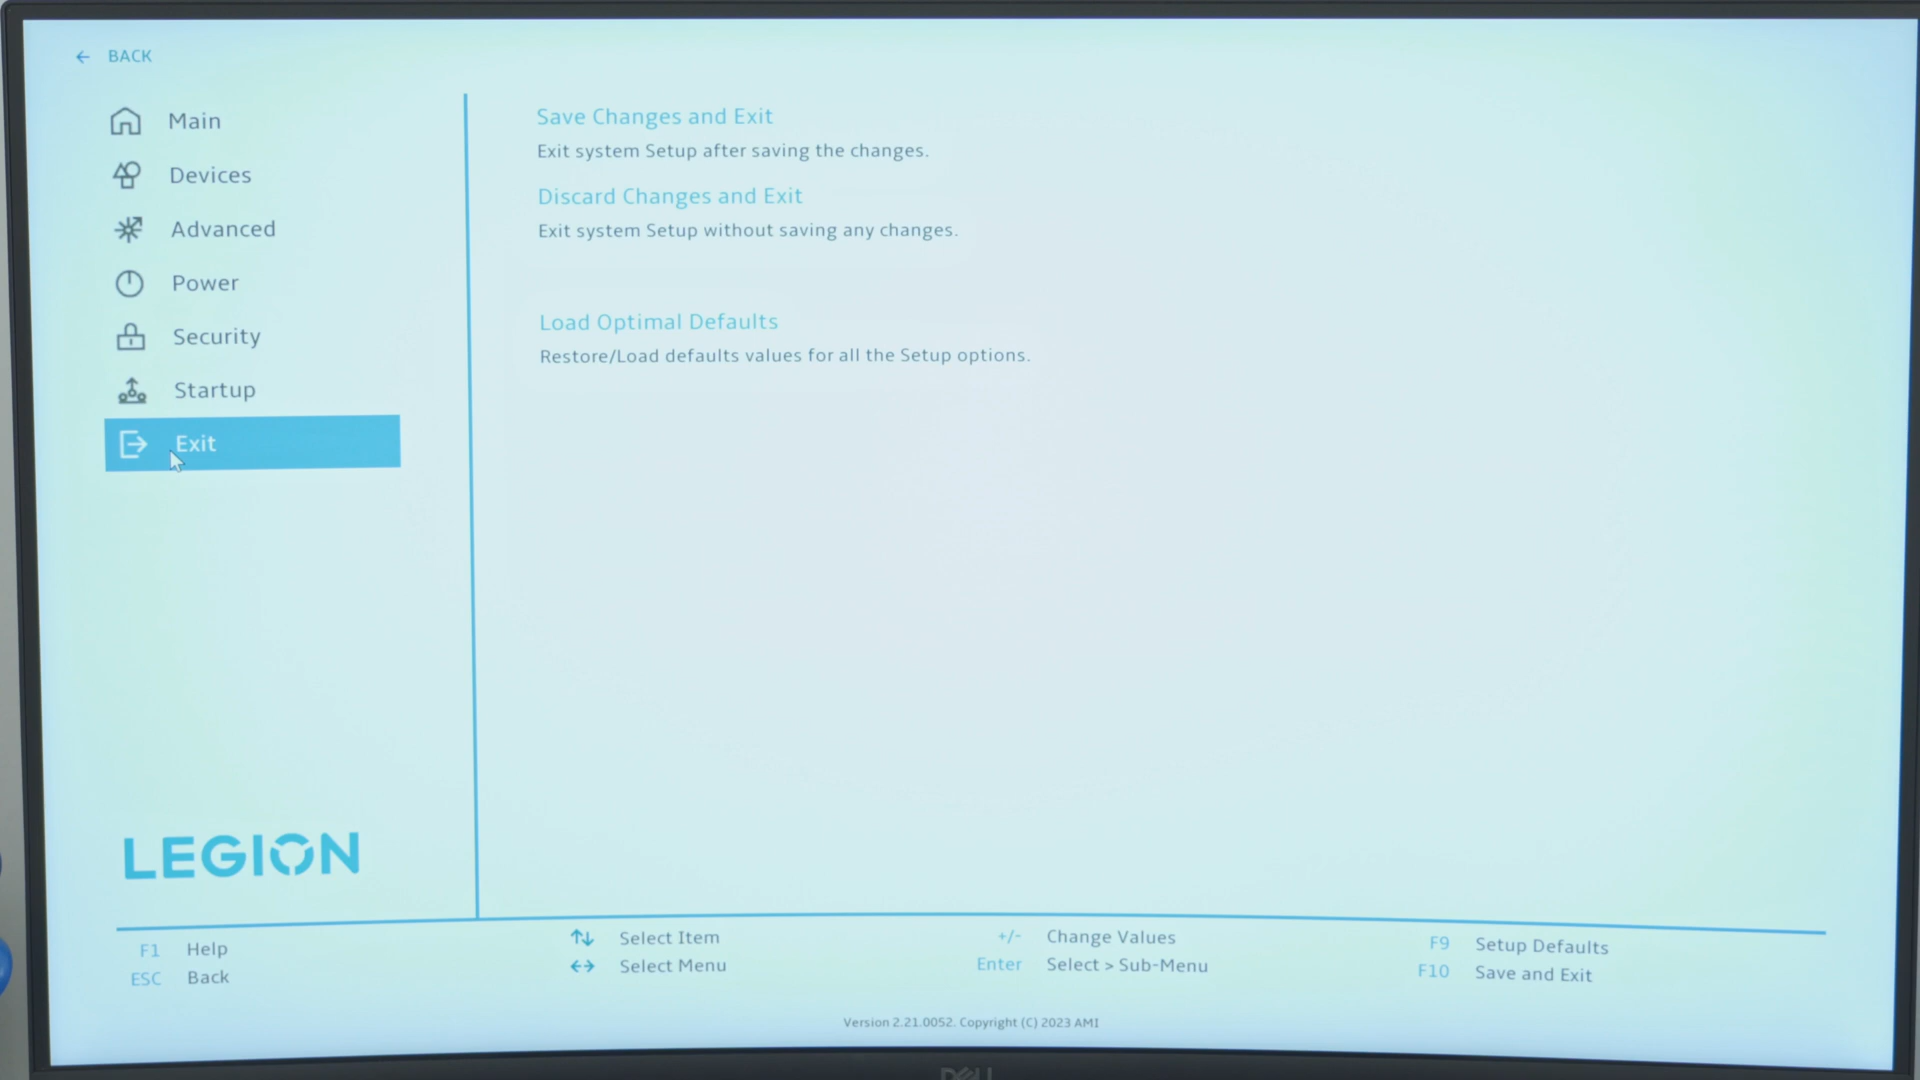 ← BACK
Main
Devices
Advanced
Power
Security
Startup
Exit
Save Changes and Exit
Exit system Setup after saving the changes.
Discard Changes and Exit
Exit system Setup without saving any changes.
Load Optimal Defaults
Restore/Load defaults values for all the Setup options.
LEGION
F1 Help
ESC Back
↑↓ Select Item
↔ Select Menu
+/- Change Values
Enter Select > Sub-Menu
F9 Setup Defaults
F10 Save and Exit
Version 2.21.0052. Copyright (C) 2023 AMI
DELL